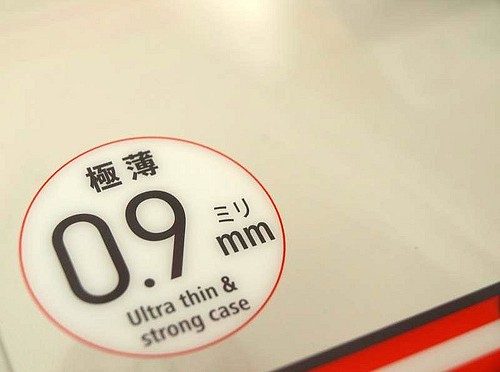 極薄
0.9 ミリ
mm
Ultra thin &
strong case